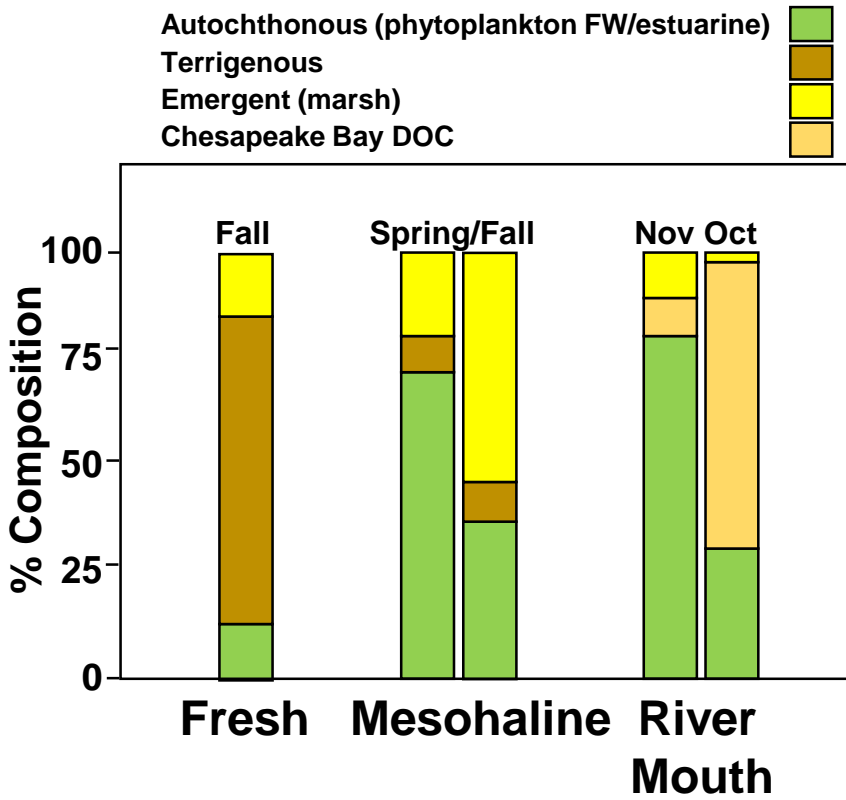 Autochthonous (phytoplankton FW/estuarine)
Terrigenous
Emergent (marsh)
Chesapeake Bay DOC
Fall
Spring/Fall
Nov Oct
100
75
50
25
0
% Composition
Fresh
Mesohaline
River
Mouth